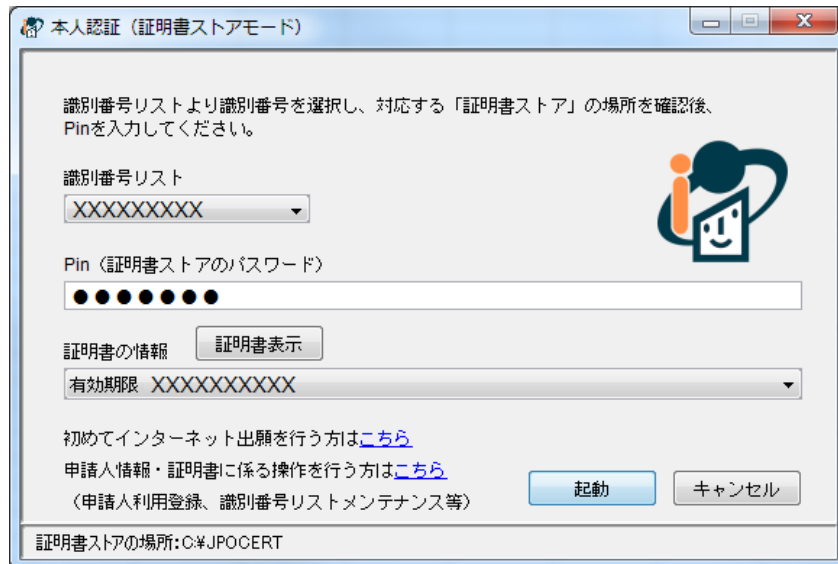 本人認証（証明書ストアモード）
識別番号リストより識別番号を選択し、対応する「証明書ストア」の場所を確認後、
Pinを入力してください。
識別番号リスト
XXXXXXXXX
Pin（証明書ストアのパスワード）
●●●●●●●
証明書の情報 証明書表示
有効期限 XXXXXXXXXX
初めてインターネット出願を行う方はこちら
申請人情報・証明書に係る操作を行う方はこちら
（申請人利用登録、識別番号リストメンテナンス等）
起動 キャンセル
証明書ストアの場所:C:¥JPOCERT